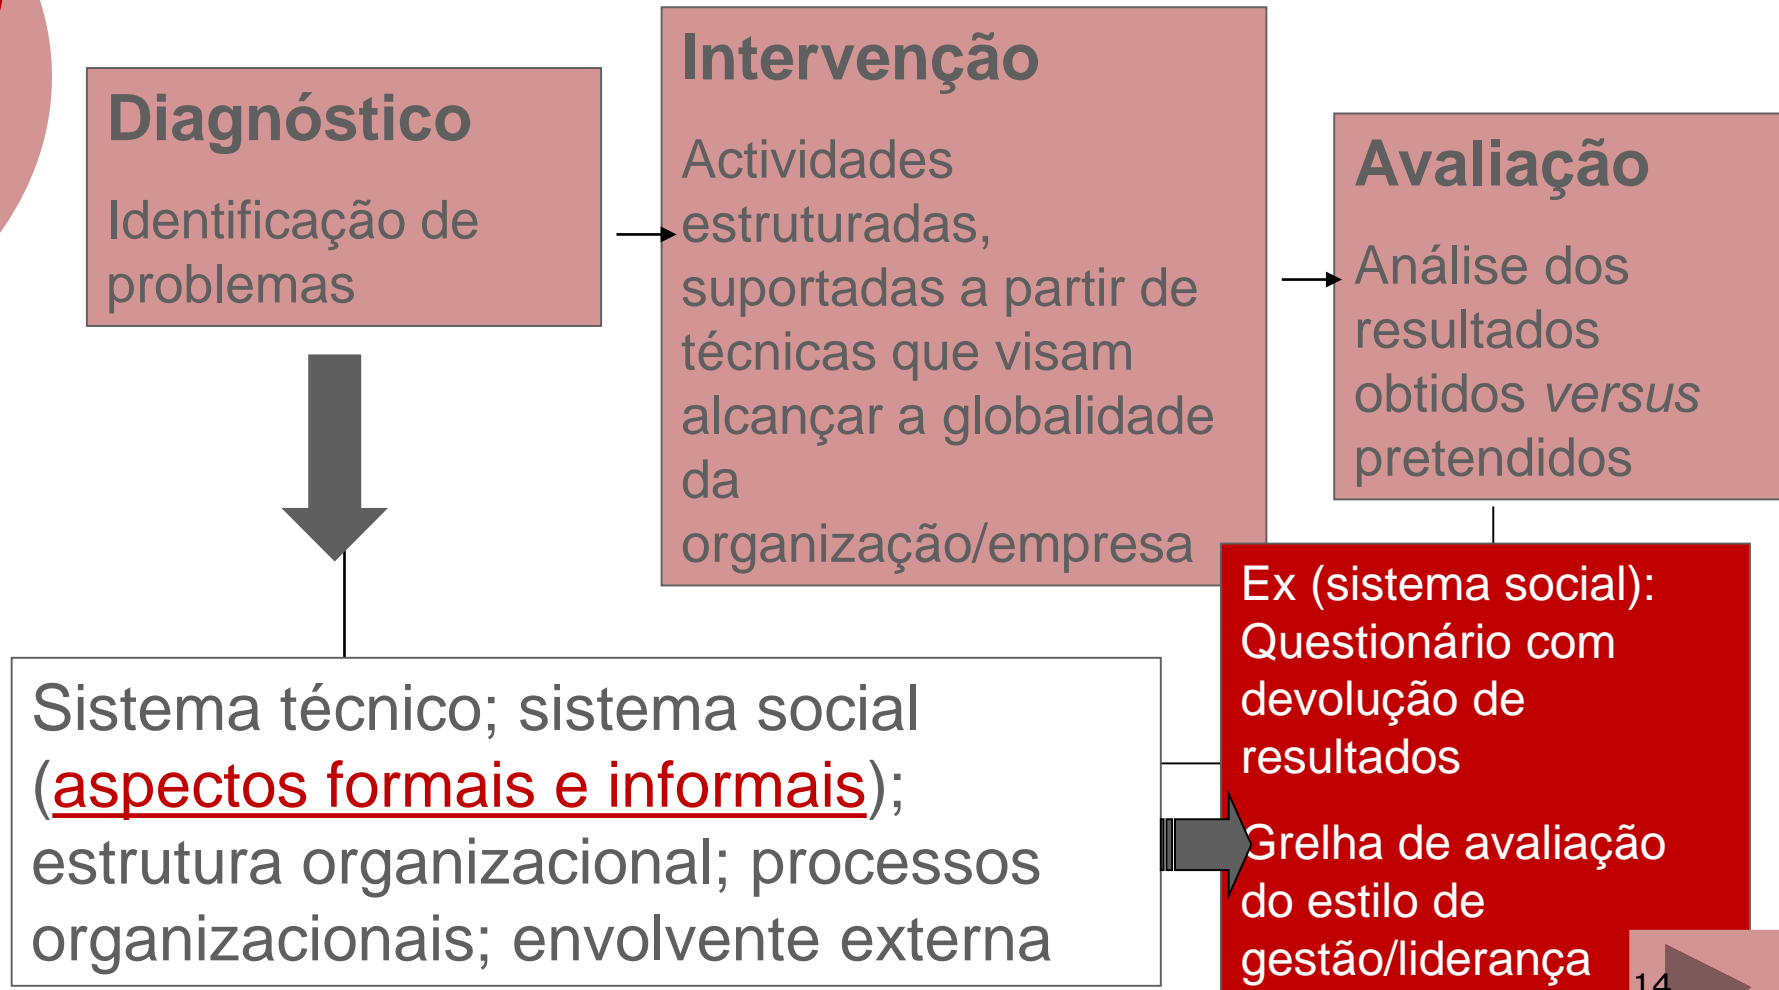 Diagnóstico
Identificação de
problemas
Intervenção
Actividades
estruturadas,
suportadas a partir de
técnicas que visam
alcançar a globalidade
da
organização/empresa
Avaliação
Análise dos
resultados
obtidos versus
pretendidos
Sistema técnico; sistema social
(aspectos formais e informais);
estrutura organizacional; processos
organizacionais; envolvente externa
Ex (sistema social):
Questionário com
devolução de
resultados
Grelha de avaliação
do estilo de
gestão/liderança
14